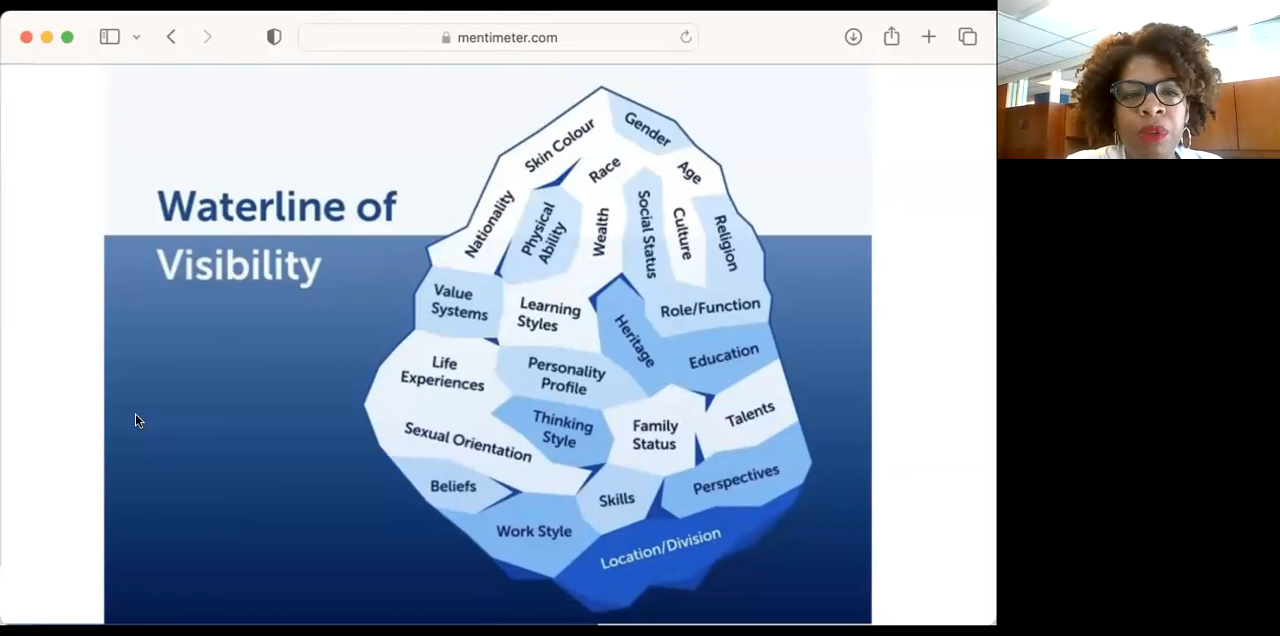 mentimeter.com
Waterline of
Visibility
Skin Colour
Gender
Race
Age
Nationality
Physical
Ability
Wealth
Social Status
Culture
Religion
Value
Systems
Learning
Styles
Heritage
Role/Function
Life
Experiences
Personality
Profile
Education
Sexual Orientation
Thinking
Style
Family
Status
Talents
Beliefs
Skills
Perspectives
Work Style
Location/Division